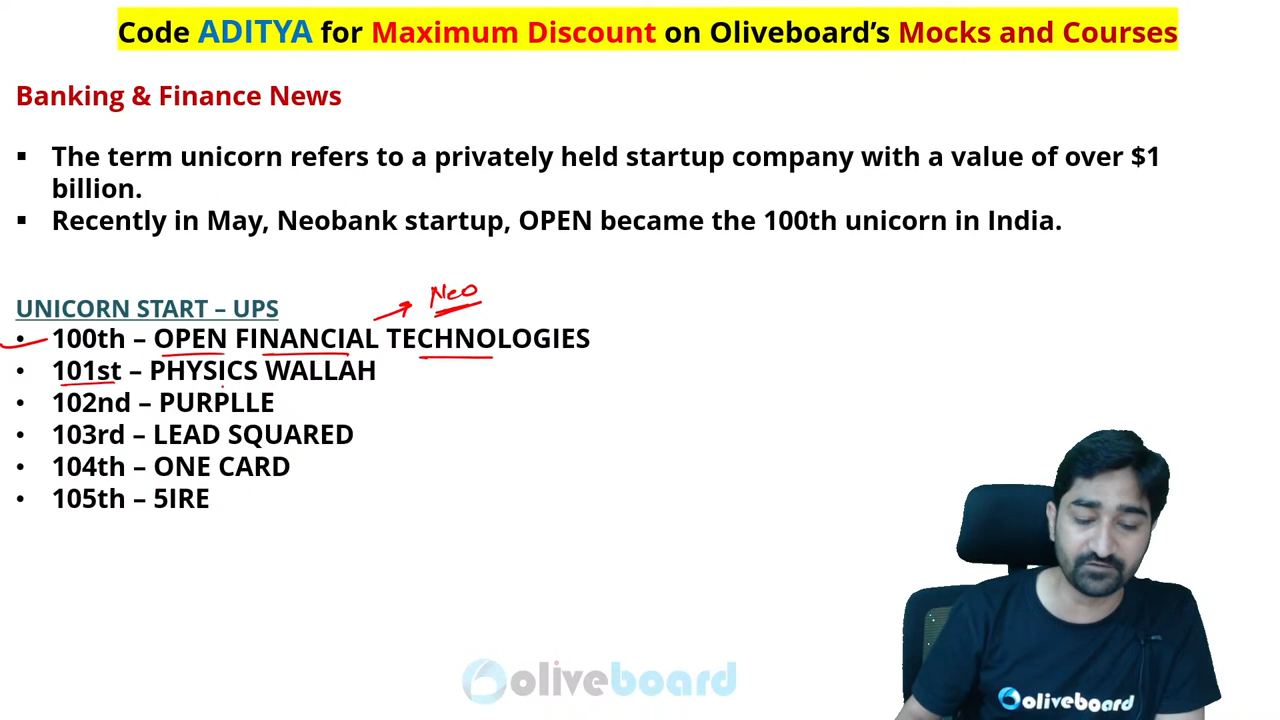 Code ADITYA for Maximum Discount on Oliveboard’s Mocks and Courses
Banking & Finance News
▪ The term unicorn refers to a privately held startup company with a value of over $1
billion.
▪ Recently in May, Neobank startup, OPEN became the 100th unicorn in India.
Neo
UNICORN START – UPS
• 100th – OPEN FINANCIAL TECHNOLOGIES
• 101st – PHYSICS WALLAH
• 102nd – PURPLLE
• 103rd – LEAD SQUARED
• 104th – ONE CARD
• 105th – 5IRE
oliveboard
oliveboard